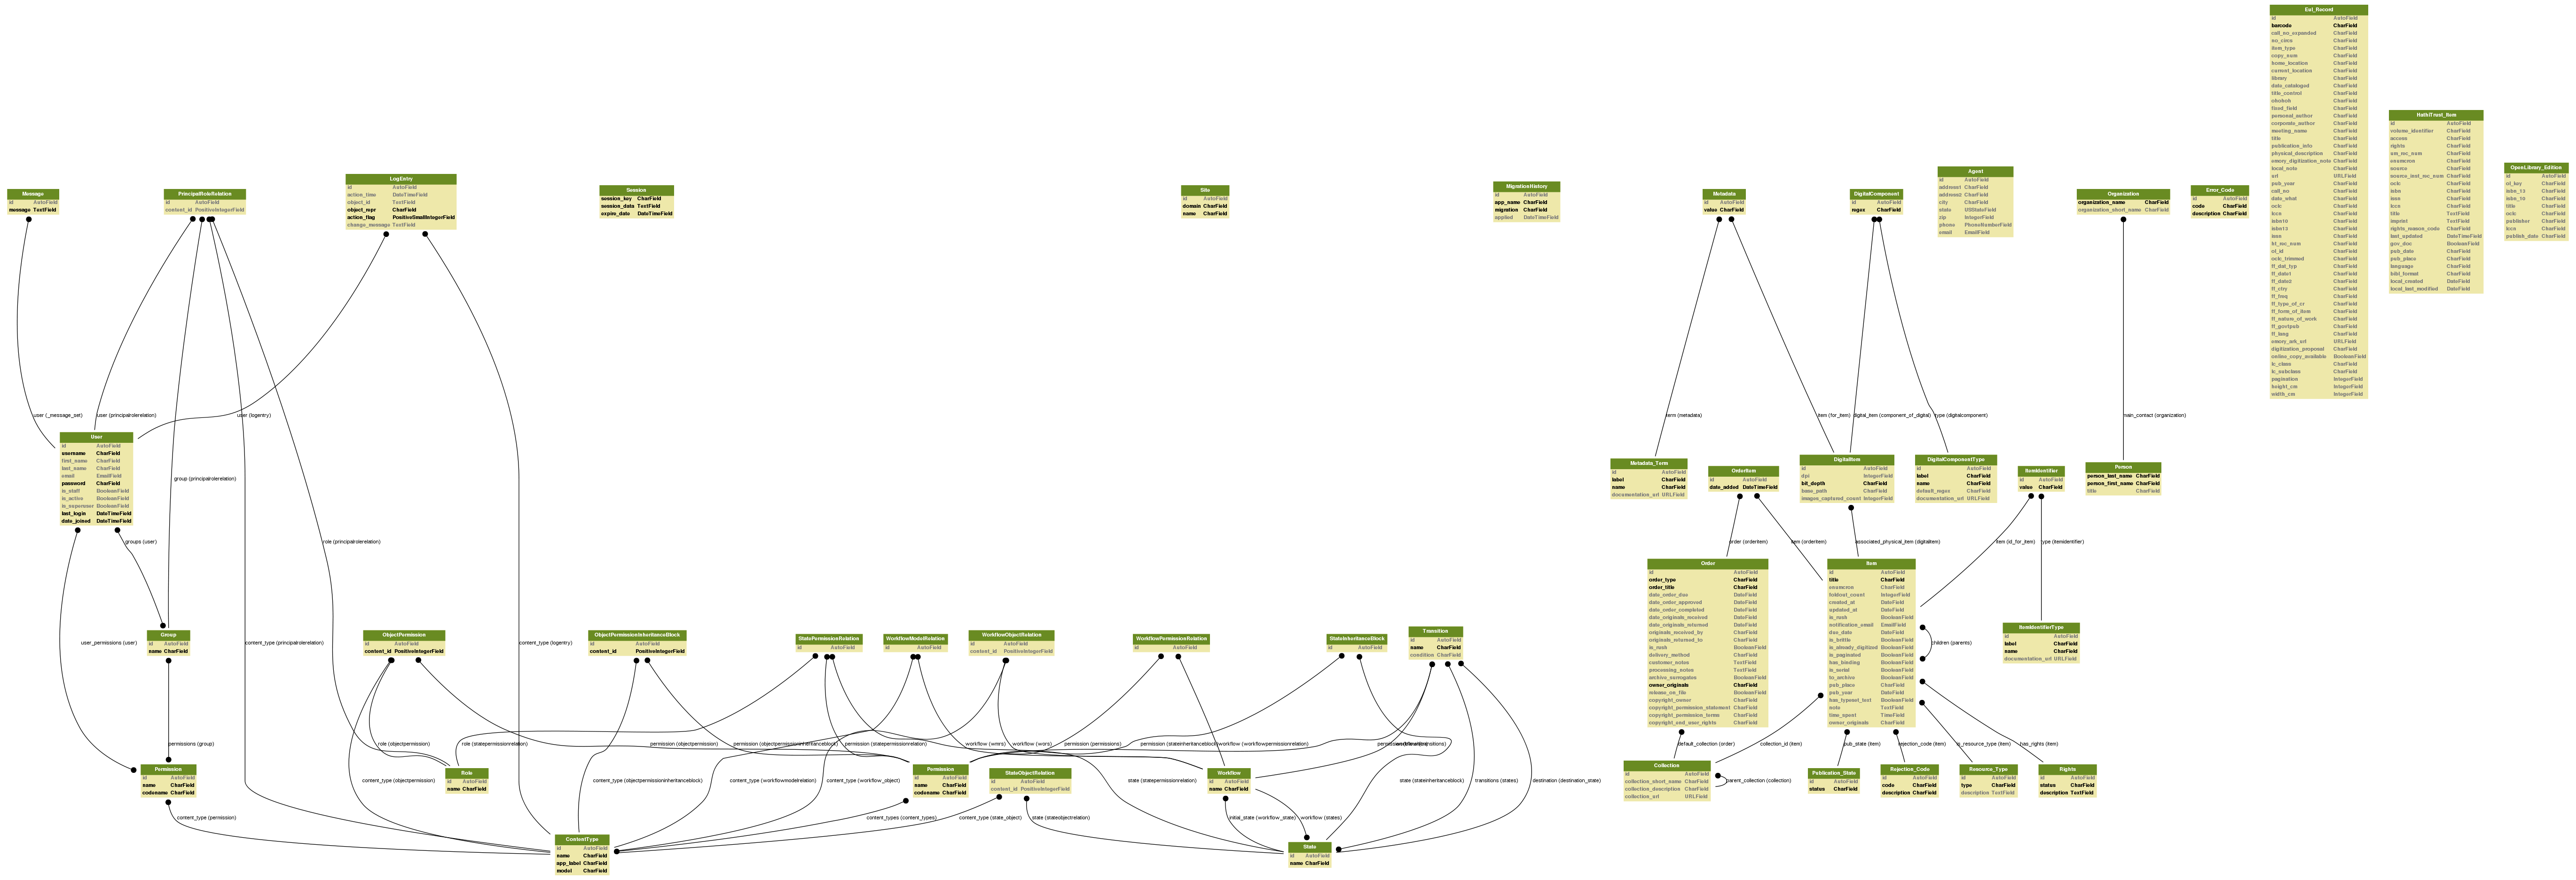 Message
id AutoField
message TextField
PrincipalRoleRelation
id AutoField
content_id PositiveIntegerField
LogEntry
id AutoField
action_time DateTimeField
object_id TextField
object_repr CharField
action_flag PositiveSmallIntegerField
change_message TextField
Session
session_key CharField
session_data TextField
expire_date DateTimeField
Site
id AutoField
domain CharField
name CharField
MigrationHistory
id AutoField
app_name CharField
migration CharField
applied DateTimeField
Metadata
id AutoField
value CharField
DigitalComponent
id AutoField
regex CharField
Agent
id AutoField
address1 CharField
address2 CharField
city CharField
state USStateField
zip IntegerField
phone PhoneNumberField
email EmailField
Organization
organization_name CharField
organization_short_name CharField
Error_Code
id AutoField
code CharField
description CharField
Ext_Record
id AutoField
barcode CharField
call_no_expanded CharField
no_circs CharField
item_type CharField
copy_num CharField
home_location CharField
current_location CharField
library CharField
date_cataloged CharField
title_control CharField
obohob CharField
fixed_field CharField
personal_author CharField
corporate_author CharField
meeting_name CharField
title CharField
publication_info CharField
physical_description CharField
emory_digitization_note CharField
local_note CharField
url URLField
pub_year CharField
call_no CharField
date_what CharField
oclc CharField
lccn CharField
isbn10 CharField
isbn13 CharField
issn CharField
ht_rec_num CharField
ol_id CharField
oclc_trimmed CharField
ff_dat_typ CharField
ff_date1 CharField
ff_date2 CharField
ff_ctry CharField
ff_freq CharField
ff_type_of_cr CharField
ff_form_of_item CharField
ff_nature_of_work CharField
ff_govtpub CharField
ff_lang CharField
emory_ark_url URLField
digitization_proposal CharField
online_copy_available BooleanField
lc_class CharField
lc_subclass CharField
pagination IntegerField
height_cm IntegerField
width_cm IntegerField
HathiTrust_Item
id AutoField
volume_identifier CharField
access CharField
rights CharField
um_rec_num CharField
enumcron CharField
source CharField
source_inst_rec_num CharField
oclc CharField
isbn CharField
issn CharField
lccn CharField
title TextField
imprint TextField
rights_reason_code CharField
last_updated DateTimeField
gov_doc BooleanField
pub_date CharField
pub_place CharField
language CharField
bibl_format CharField
local_created DateField
local_last_modified DateField
OpenLibrary_Edition
id AutoField
ol_key CharField
isbn_13 CharField
isbn_10 CharField
title CharField
oclc CharField
publisher CharField
lccn CharField
publish_date CharField
user (_message_set)
user (principalrolerelation)
user (logentry)
term (metadata)
item (for_item)
digital_item (component_of_digital)
type (digitalcomponent)
main_contact (organization)
User
id AutoField
username CharField
first_name CharField
last_name CharField
email EmailField
password CharField
is_staff BooleanField
is_active BooleanField
is_superuser BooleanField
last_login DateTimeField
date_joined DateTimeField
group (principalrolerelation)
Metadata_Term
id AutoField
label CharField
name CharField
documentation_url URLField
OrderItem
id AutoField
date_added DateTimeField
DigitalItem
id AutoField
dpi IntegerField
bit_depth CharField
base_path CharField
images_captured_count IntegerField
DigitalComponentType
id AutoField
label CharField
name CharField
default_regex CharField
documentation_url URLField
ItemIdentifier
id AutoField
value CharField
Person
person_last_name CharField
person_first_name CharField
title CharField
groups (user)
role (principalrolerelation)
order (orderitem)
item (orderitem)
associated_physical_item (digitalitem)
item (id_for_item)
type (itemidentifier)
user_permissions (user)
Group
id AutoField
name CharField
content_type (principalrolerelation)
content_type (logentry)
ObjectPermission
id AutoField
content_id PositiveIntegerField
ObjectPermissionInheritanceBlock
id AutoField
content_id PositiveIntegerField
StatePermissionRelation
id AutoField
WorkflowModelRelation
id AutoField
WorkflowObjectRelation
id AutoField
content_id PositiveIntegerField
WorkflowPermissionRelation
id AutoField
StateInheritanceBlock
id AutoField
Transition
id AutoField
name CharField
condition CharField
Order
id AutoField
order_type CharField
order_title CharField
date_order_due DateField
date_order_approved DateField
date_order_completed DateField
date_originals_received DateField
date_originals_returned DateField
originals_received_by CharField
originals_returned_to CharField
is_rush BooleanField
delivery_method CharField
customer_notes TextField
processing_notes TextField
archive_surrogates BooleanField
owner_originals CharField
release_on_file BooleanField
copyright_owner CharField
copyright_permission_statement CharField
copyright_permission_terms CharField
copyright_end_user_rights CharField
Item
id AutoField
title CharField
enumcron CharField
foldout_count IntegerField
created_at DateField
updated_at DateField
is_rush BooleanField
notification_email EmailField
due_date DateField
is_brittle BooleanField
is_already_digitized BooleanField
is_paginated BooleanField
has_binding BooleanField
is_serial BooleanField
to_archive BooleanField
pub_place CharField
pub_year DateField
has_typeset_text BooleanField
note TextField
time_spent TimeField
owner_originals CharField
children (parents)
ItemIdentifierType
id AutoField
label CharField
name CharField
documentation_url URLField
permissions (group)
role (objectpermission)
role (statepermissionrelation)
permission (objectpermission)
permission (objectpermissioninheritanceblock)
permission (statepermissionrelation)
workflow (wmrs)
workflow (wors)
permission (permissions)
permission (stateinheritanceblock)
workflow (workflowpermissionrelation)
default_collection (order)
collection_id (item)
pub_state (item)
rejection_code (item)
is_resource_type (item)
has_rights (item)
Permission
id AutoField
name CharField
codename CharField
content_type (objectpermission)
Role
id AutoField
name CharField
content_type (objectpermissioninheritanceblock)
content_type (workflowmodelrelation)
content_type (workflow_object)
Permission
id AutoField
name CharField
codename CharField
StateObjectRelation
id AutoField
content_id PositiveIntegerField
state (statepermissionrelation)
Workflow
id AutoField
name CharField
state (stateinheritanceblock)
transitions (states)
destination (destination_state)
Collection
id AutoField
collection_short_name CharField
collection_description CharField
collection_url URLField
parent_collection (collection)
Publication_State
id AutoField
status CharField
Rejection_Code
id AutoField
code CharField
description CharField
Resource_Type
id AutoField
type CharField
description TextField
Rights
id AutoField
status CharField
description TextField
content_type (permission)
content_types (content_types)
content_type (state_object)
state (stateobjectrelation)
initial_state (workflow_state)
workflow (states)
ContentType
id AutoField
name CharField
app_label CharField
model CharField
State
id AutoField
name CharField